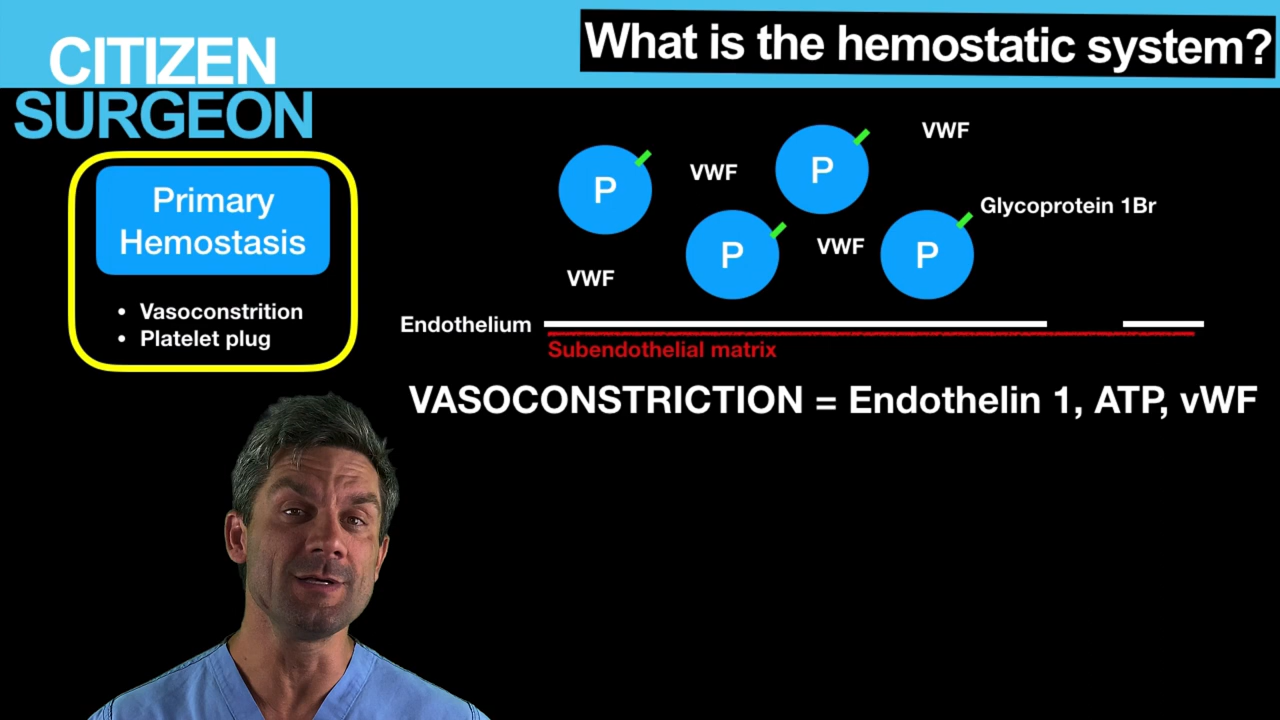 CITIZEN
SURGEON
What is the hemostatic system?
Primary
Hemostasis
• Vasoconstrition
• Platelet plug
P
VWF
P
VWF
P
VWF
P
Glycoprotein 1Br
VWF
Endothelium
Subendothelial matrix
VASOCONSTRICTION = Endothelin 1, ATP, vWF